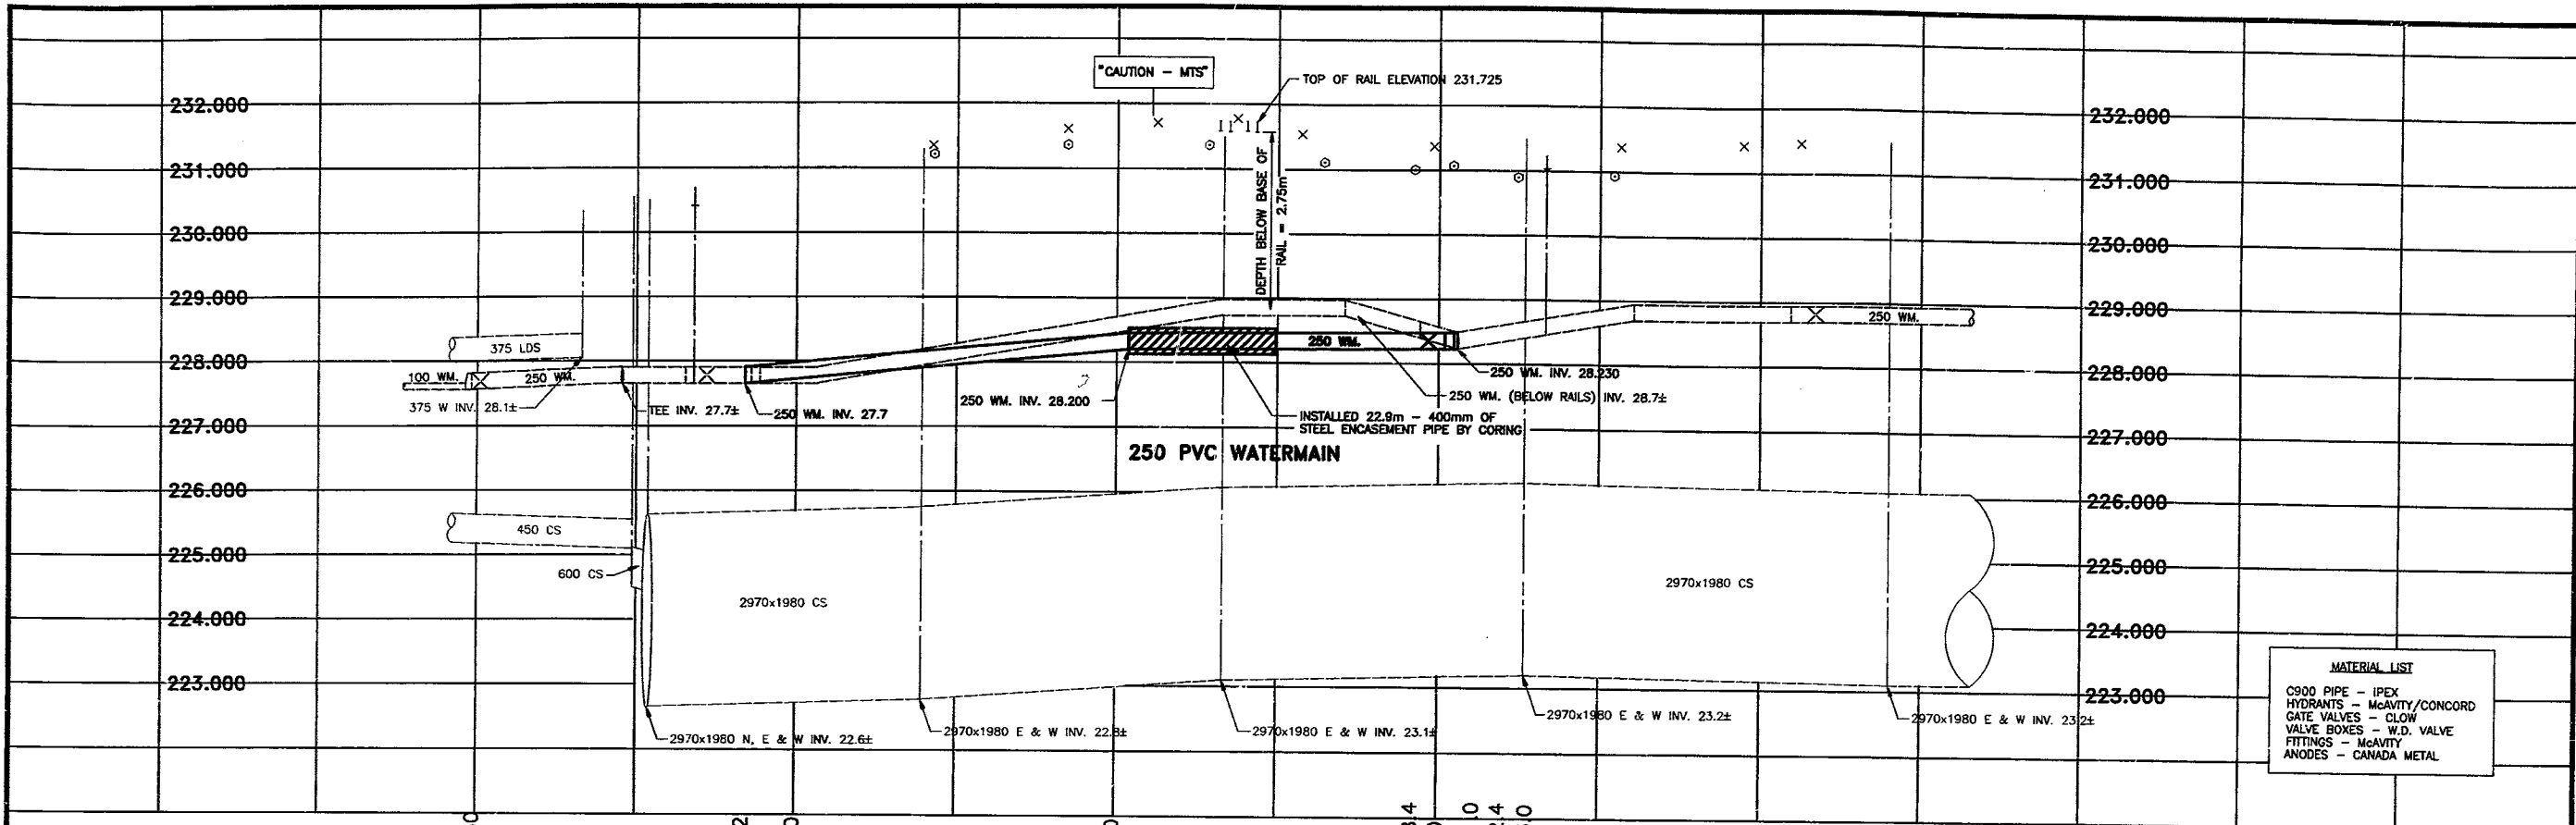 "CAUTION - MTS"
TOP OF RAIL ELEVATION 231.725
232.000
232.000
231.000
231.000
DEPTH BELOW BASE OF
RAIL = 2.75m
230.000
230.000
229.000
229.000
250 WM.
375 LDS
250 WM.
228.000
228.000
100 WM.
250 WM.
250 WM. INV. 28.230
375 W INV. 28.1±
TEE INV. 27.7±
250 WM. INV. 27.7
250 WM. INV. 28.200
250 WM. (BELOW RAILS) INV. 28.7±
INSTALLED 22.9m - 400mm OF
STEEL ENCASEMENT PIPE BY CORING
227.000
227.000
250 PVC WATERMAIN
226.000
226.000
450 CS
225.000
225.000
600 CS
2970x1980 CS
2970x1980 CS
224.000
224.000
223.000
223.000
2970x1980 N, E & W INV. 22.6±
2970x1980 E & W INV. 22.8±
2970x1980 E & W INV. 23.1±
2970x1980 E & W INV. 23.2±
2970x1980 E & W INV. 23.2±
MATERIAL LIST
C900 PIPE - IPEX
HYDRANTS - McAVITY/CONCORD
GATE VALVES - CLOW
VALVE BOXES - W.D. VALVE
FITTINGS - McAVITY
ANODES - CANADA METAL